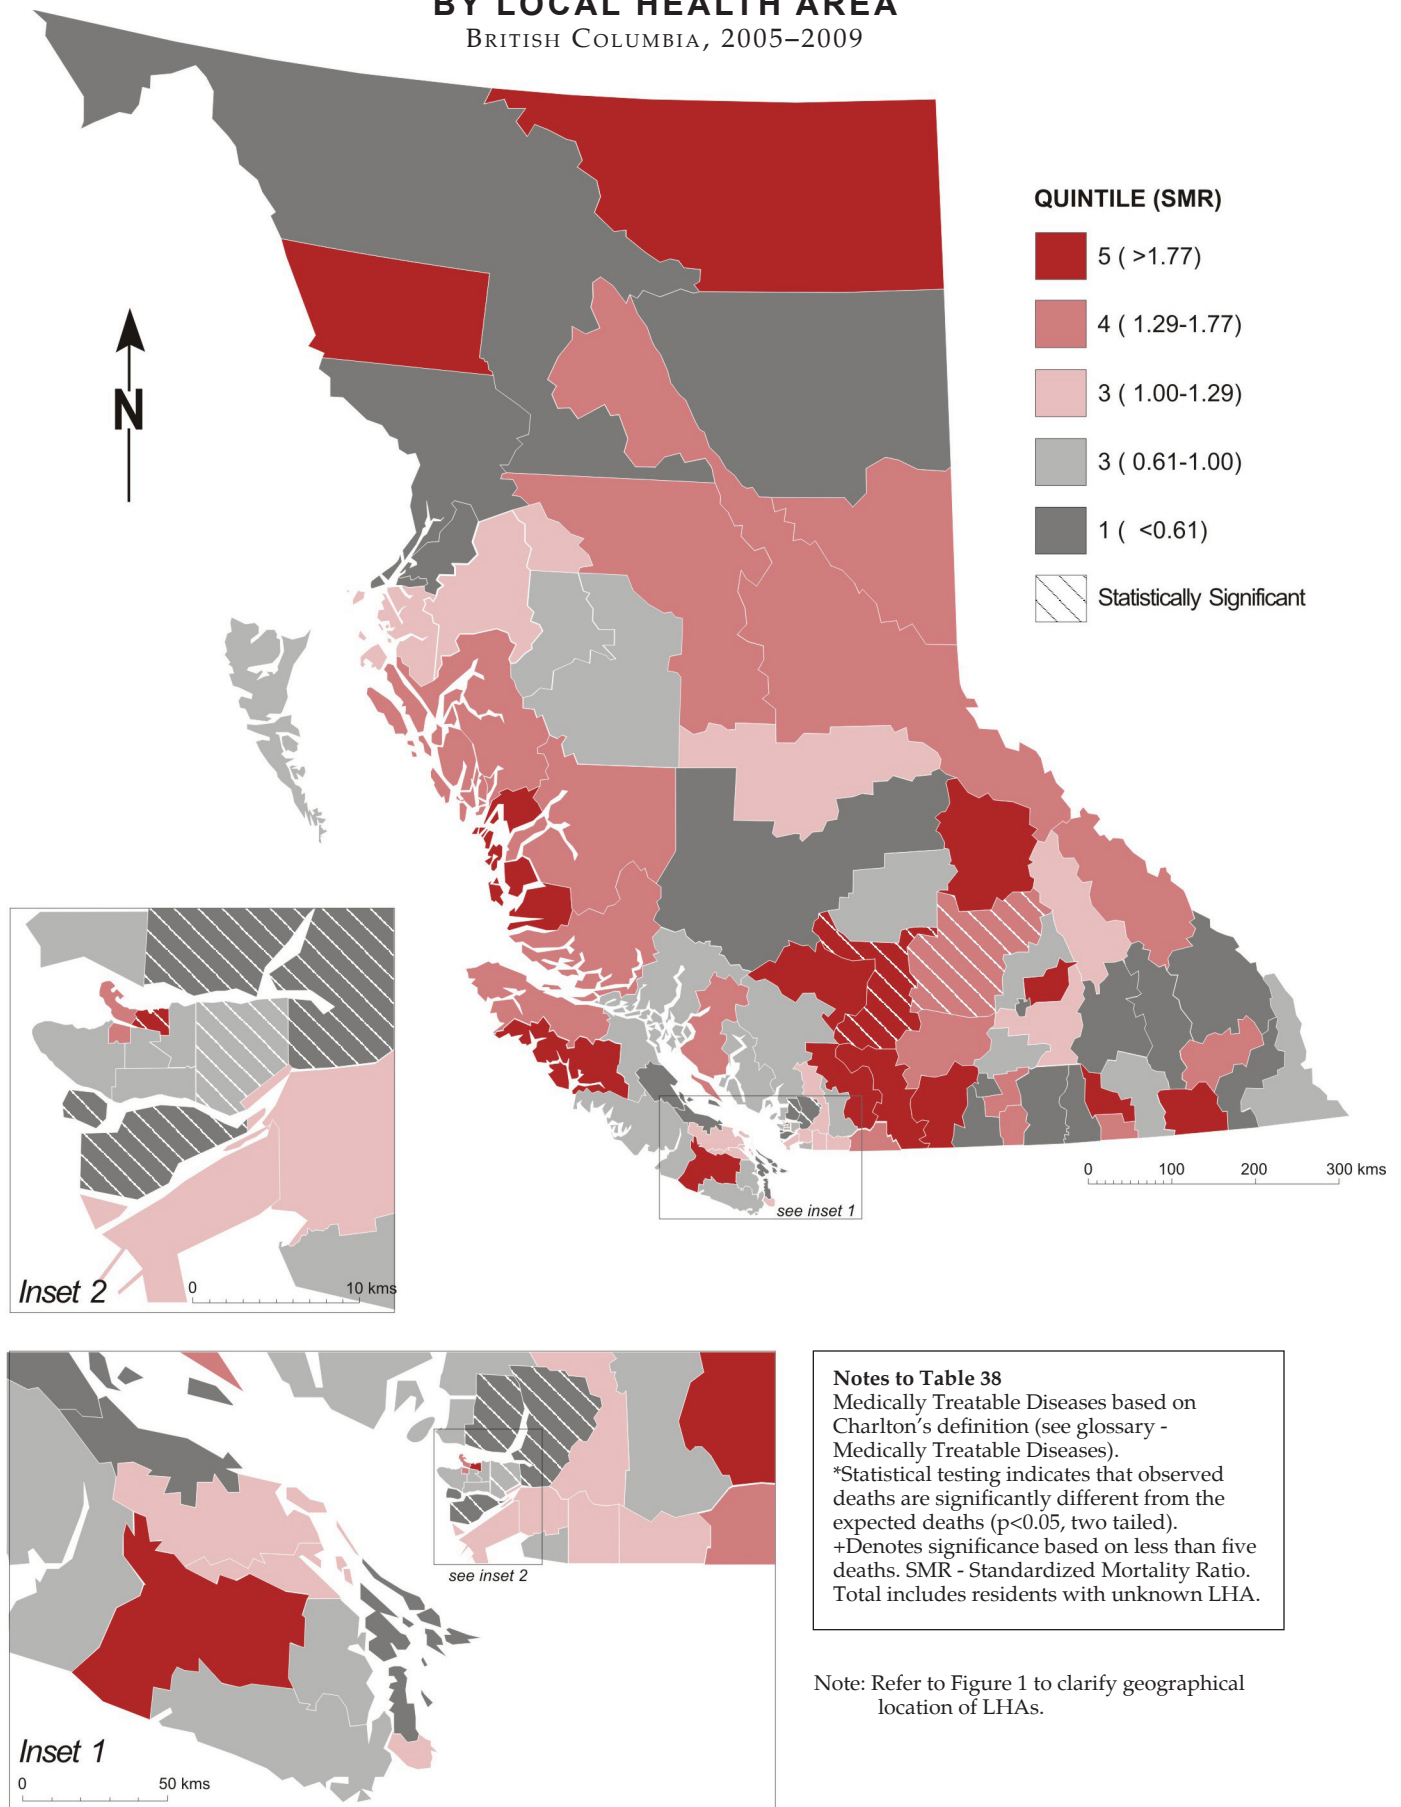 BY LOCAL HEALTH AREA
BRITISH COLUMBIA, 2005–2009
QUINTILE (SMR)
5 ( >1.77)
4 ( 1.29-1.77)
3 ( 1.00-1.29)
3 ( 0.61-1.00)
1 ( <0.61)
Statistically Significant
N
0 100 200 300 kms
see inset 1
Inset 2
0 10 kms
see inset 2
Inset 1
0 50 kms
Notes to Table 38
Medically Treatable Diseases based on
Charlton's definition (see glossary -
Medically Treatable Diseases).
*Statistical testing indicates that observed
deaths are significantly different from the
expected deaths (p<0.05, two tailed).
+Denotes significance based on less than five
deaths. SMR - Standardized Mortality Ratio.
Total includes residents with unknown LHA.
Note: Refer to Figure 1 to clarify geographical
location of LHAs.